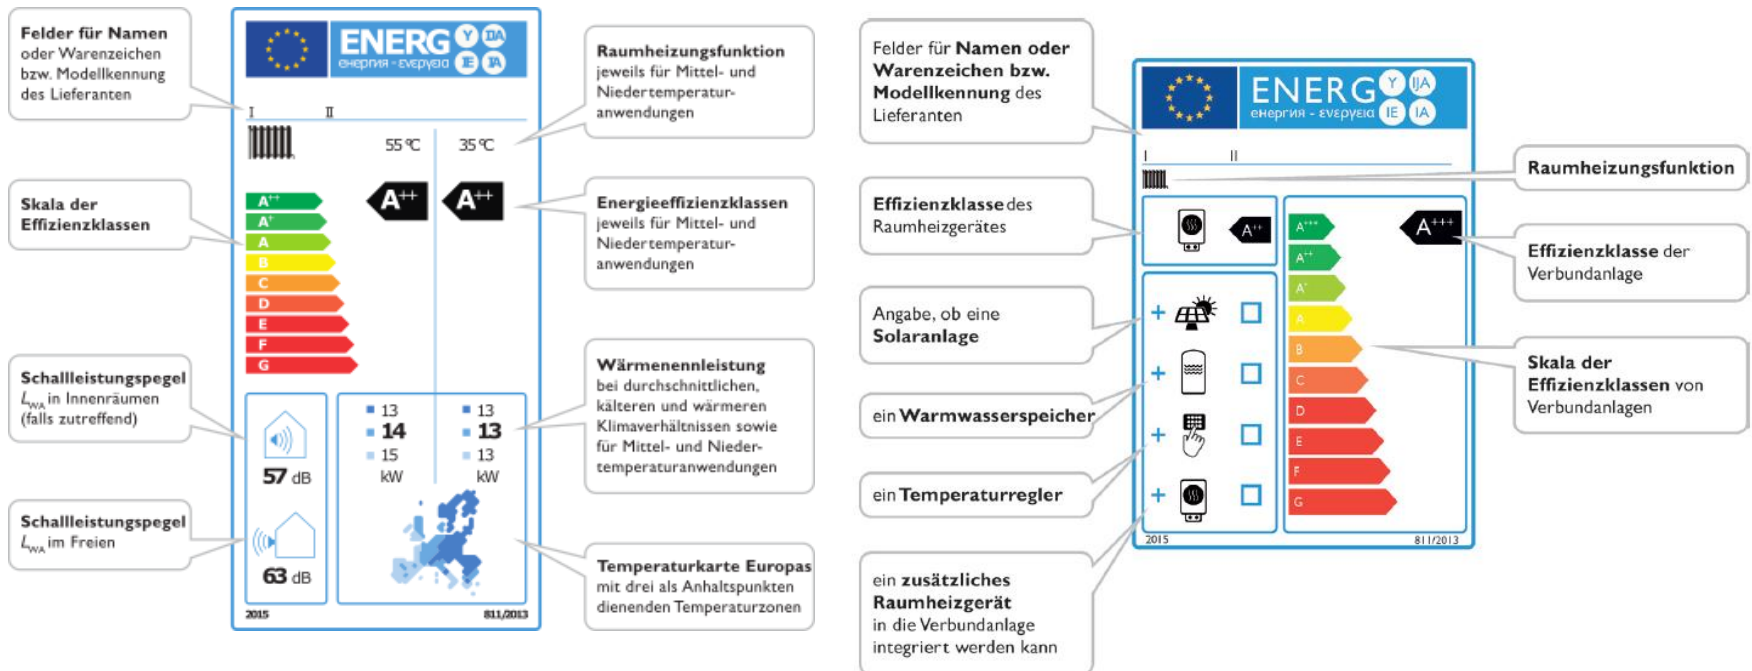 Felder für Namen
oder Warenzeichen
bzw. Modellkennung
des Lieferanten
Skala der
Effizienzklassen
Schallleistungspegel
LWA in Innenräumen
(falls zutreffend)
Schallleistungspegel
LWA im Freien
ENERG Y IJA
енергия - ενεργεια IE IA
I II
55 °C 35 °C
A++ A++
A++
A+
A
B
C
D
E
F
G
57 dB
63 dB
13 13
14 13
15 13
kW kW
2015 811/2013
Raumheizungsfunktion
jeweils für Mittel- und
Niedertemperatur-
anwendungen
Energieeffizienzklassen
jeweils für Mittel- und
Niedertemperatur-
anwendungen
Wärmenennleistung
bei durchschnittlichen,
kälteren und wärmeren
Klimaverhältnissen sowie
für Mittel- und Nieder-
temperaturanwendungen
Temperaturkarte Europas
mit drei als Anhaltspunkten
dienenden Temperaturzonen
Felder für Namen oder
Warenzeichen bzw.
Modellkennung des
Lieferanten
Effizienzklasse des
Raumheizgerätes
Angabe, ob eine
Solaranlage
ein Warmwasserspeicher
ein Temperaturregler
ein zusätzliches
Raumheizgerät
in die Verbundanlage
integriert werden kann
ENERG Y IJA
енергия - ενεργεια IE IA
I II
A++
+
+
+
+
A+++
A++
A+
A
B
C
D
E
F
G
A+++
2015 811/2013
Raumheizungsfunktion
Effizienzklasse der
Verbundanlage
Skala der
Effizienzklassen von
Verbundanlagen